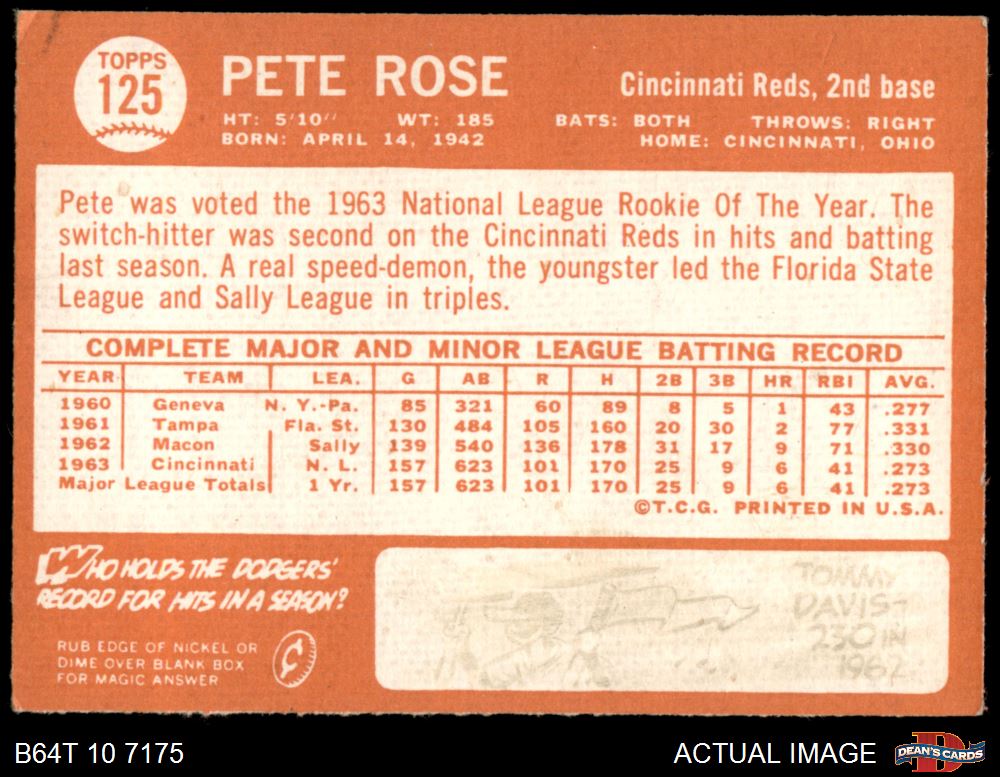 TOPPS
125
PETE ROSE
Cincinnati Reds, 2nd base
HT: 5'10" WT: 185 BATS: BOTH THROWS: RIGHT
BORN: APRIL 14, 1942 HOME: CINCINNATI, OHIO
Pete was voted the 1963 National League Rookie Of The Year. The
switch-hitter was second on the Cincinnati Reds in hits and batting
last season. A real speed-demon, the youngster led the Florida State
League and Sally League in triples.
COMPLETE MAJOR AND MINOR LEAGUE BATTING RECORD
YEAR TEAM LEA. G AB R H 2B 3B HR RBI AVG.
1960 Geneva N. Y.-Pa. 85 321 60 89 8 5 1 43 .277
1961 Tampa Fla. St. 130 484 105 160 20 30 2 77 .331
1962 Macon Sally 139 540 136 178 31 17 9 71 .330
1963 Cincinnati N. L. 157 623 101 170 25 9 6 41 .273
Major League Totals 1 Yr. 157 623 101 170 25 9 6 41 .273
©T.C.G. PRINTED IN U.S.A.
WHO HOLDS THE DODGERS'
RECORD FOR HITS IN A SEASON?
RUB EDGE OF NICKEL OR
DIME OVER BLANK BOX
FOR MAGIC ANSWER
¢
TOMMY
DAVIS-
230 IN
1962
B64T 10 7175
ACTUAL IMAGE
D
DEAN'S CARDS